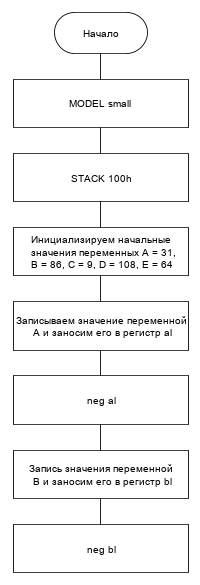 Начало
MODEL small
STACK 100h
Инициализируем начальные
значения переменных A = 31,
B = 86, C = 9, D = 108, E = 64
Записываем значение переменной
A и заносим его в регистр al
neg al
Запись значения переменной
B и заносим его в регистр bl
neg bl